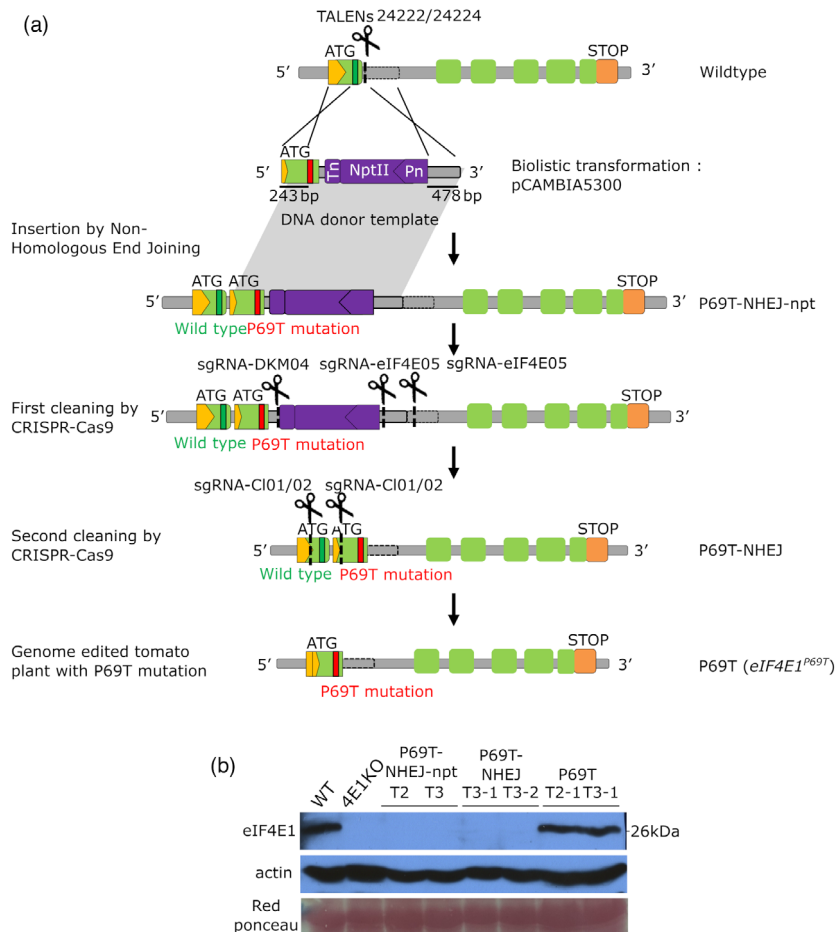 (a)
TALENs 24222/24224
ATG
STOP
5′
3′
Wildtype
ATG
5′
Tn
NptII
Pn
3′
243 bp
478 bp
DNA donor template
Biolistic transformation :
pCAMBIA5300
Insertion by Non-
Homologous End Joining
ATG ATG
STOP
5′
3′
P69T-NHEJ-npt
Wild type P69T mutation
sgRNA-DKM04 sgRNA-eIF4E05 sgRNA-eIF4E05
ATG ATG
STOP
First cleaning by
CRISPR-Cas9
5′
3′
Wild type P69T mutation
sgRNA-Cl01/02 sgRNA-Cl01/02
ATG ATG
STOP
Second cleaning by
CRISPR-Cas9
5′
3′
P69T-NHEJ
Wild type P69T mutation
ATG
STOP
Genome edited tomato
plant with P69T mutation
5′
3′
P69T (eIF4E1P69T)
P69T mutation
(b)
WT
4E1KO
P69T-
NHEJ-npt
P69T-
NHEJ
P69T
T2 T3 T3-1 T3-2 T2-1 T3-1
eIF4E1
-26kDa
actin
Red
ponceau